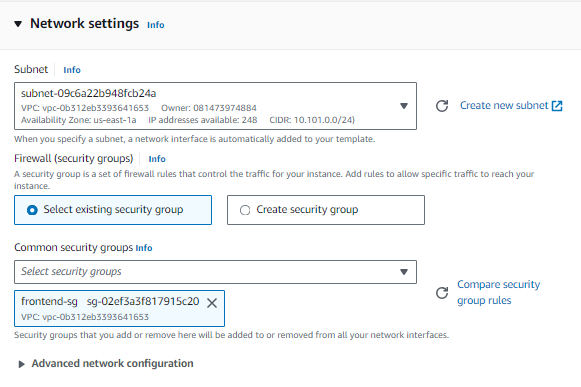 Network settings Info
Subnet Info
subnet-09c6a22b948fcb24a
VPC: vpc-0b312eb3393641653 Owner: 081473974884
Availability Zone: us-east-1a IP addresses available: 248 CIDR: 10.101.0.0/24)
Create new subnet
When you specify a subnet, a network interface is automatically added to your template.
Firewall (security groups) Info
A security group is a set of firewall rules that control the traffic for your instance. Add rules to allow specific traffic to reach your
instance.
Select existing security group
Create security group
Common security groups Info
Select security groups
frontend-sg sg-02ef3a3f817915c20
VPC: vpc-0b312eb3393641653
Compare security
group rules
Security groups that you add or remove here will be added to or removed from all your network interfaces.
Advanced network configuration